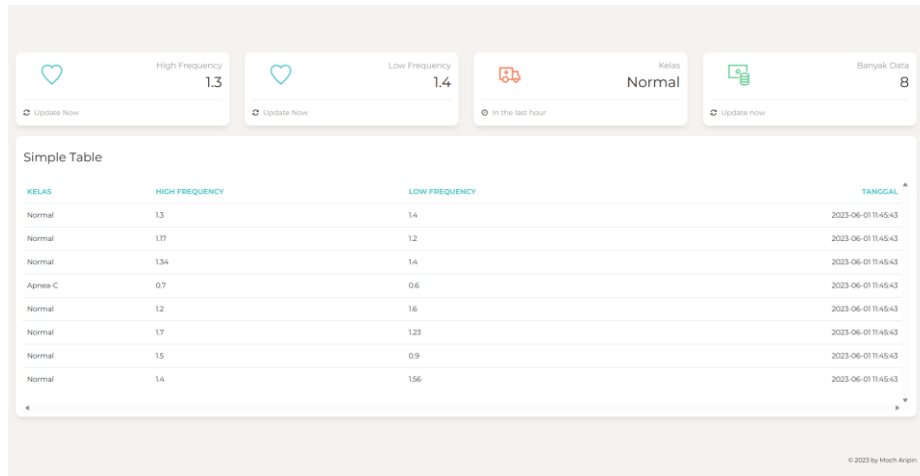 High Frequency
1.3
Update Now
Low Frequency
1.4
Update Now
Kelas
Normal
In the last hour
Banyak Data
8
Update now
Simple Table
KELAS HIGH FREQUENCY LOW FREQUENCY TANGGAL
Normal 1.3 1.4 2023-06-01 11:45:43
Normal 1.17 1.2 2023-06-01 11:45:43
Normal 1.34 1.4 2023-06-01 11:45:43
Apnea-C 0.7 0.6 2023-06-01 11:45:43
Normal 1.2 1.6 2023-06-01 11:45:43
Normal 1.7 1.23 2023-06-01 11:45:43
Normal 1.5 0.9 2023-06-01 11:45:43
Normal 1.4 1.56 2023-06-01 11:45:43
© 2023 by Moch Aripin